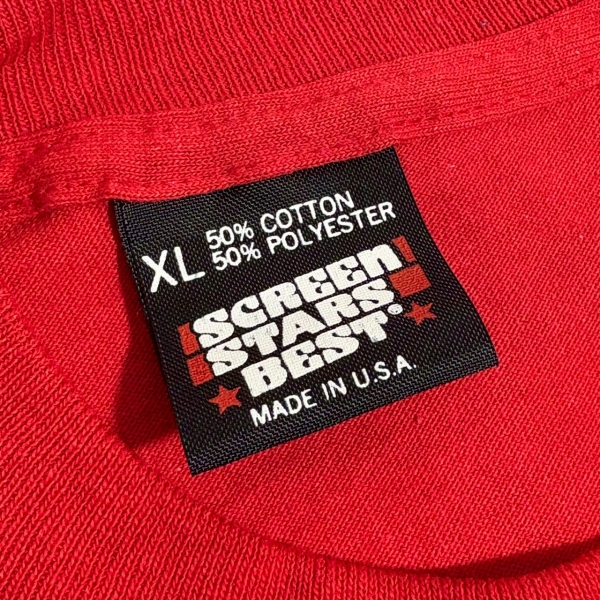 XL 50% COTTON
50% POLYESTER
SCREEN
STARS
BEST®
MADE IN U.S.A.